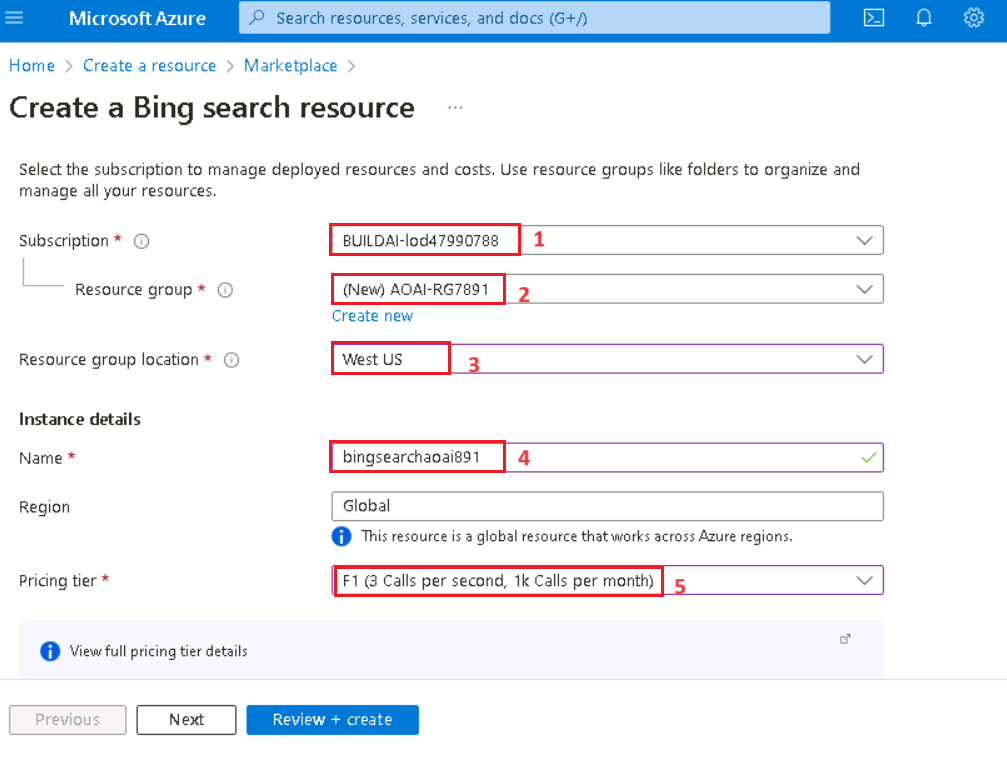 Microsoft Azure
Search resources, services, and docs (G+/)
Home > Create a resource > Marketplace >
Create a Bing search resource ...
Select the subscription to manage deployed resources and costs. Use resource groups like folders to organize and
manage all your resources.
Subscription * BUILDAI-lod47990788 1
Resource group * (New) AOAI-RG7891 2
Create new
Resource group location * West US 3
Instance details
Name * bingsearchaoai891 4
Region Global
This resource is a global resource that works across Azure regions.
Pricing tier * F1 (3 Calls per second, 1k Calls per month) 5
View full pricing tier details
Previous Next Review + create